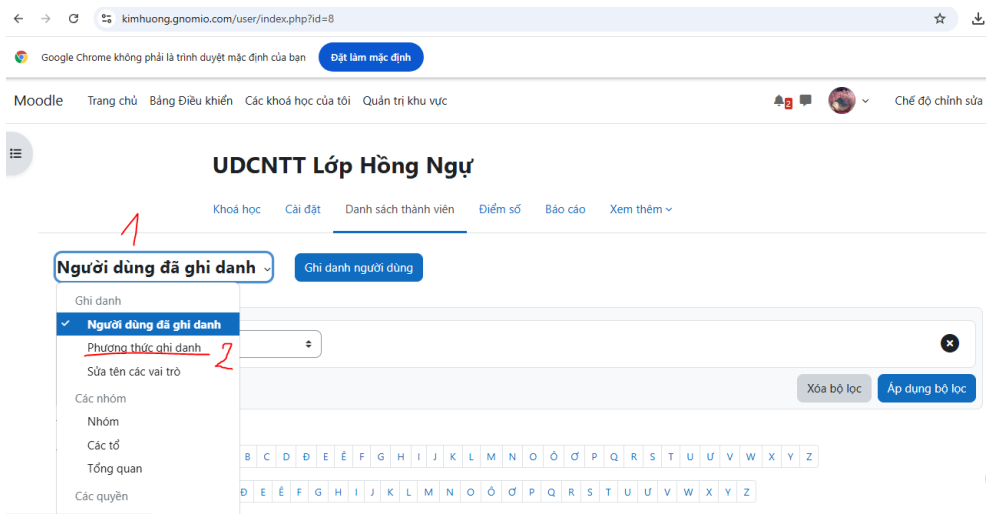 kimhuong.gnomio.com/user/index.php?id=8
Google Chrome không phải là trình duyệt mặc định của bạn Đặt làm mặc định
Moodle Trang chủ Bảng Điều khiển Các khoá học của tôi Quản trị khu vực 2 Chế độ chỉnh sửa
UDCNTT Lớp Hồng Ngự
Khoá học Cài đặt Danh sách thành viên Điểm số Báo cáo Xem thêm
1
Người dùng đã ghi danh Ghi danh người dùng
Ghi danh
Người dùng đã ghi danh
Phương thức ghi danh 2
Sửa tên các vai trò
Xóa bộ lọc Áp dụng bộ lọc
Các nhóm
Nhóm
Các tổ
B C D Đ E Ê F G H I J K L M N O Ô Ơ P Q R S T U Ư V W X Y Z
Tổng quan
Các quyền
Đ E Ê F G H I J K L M N O Ô Ơ P Q R S T U Ư V W X Y Z